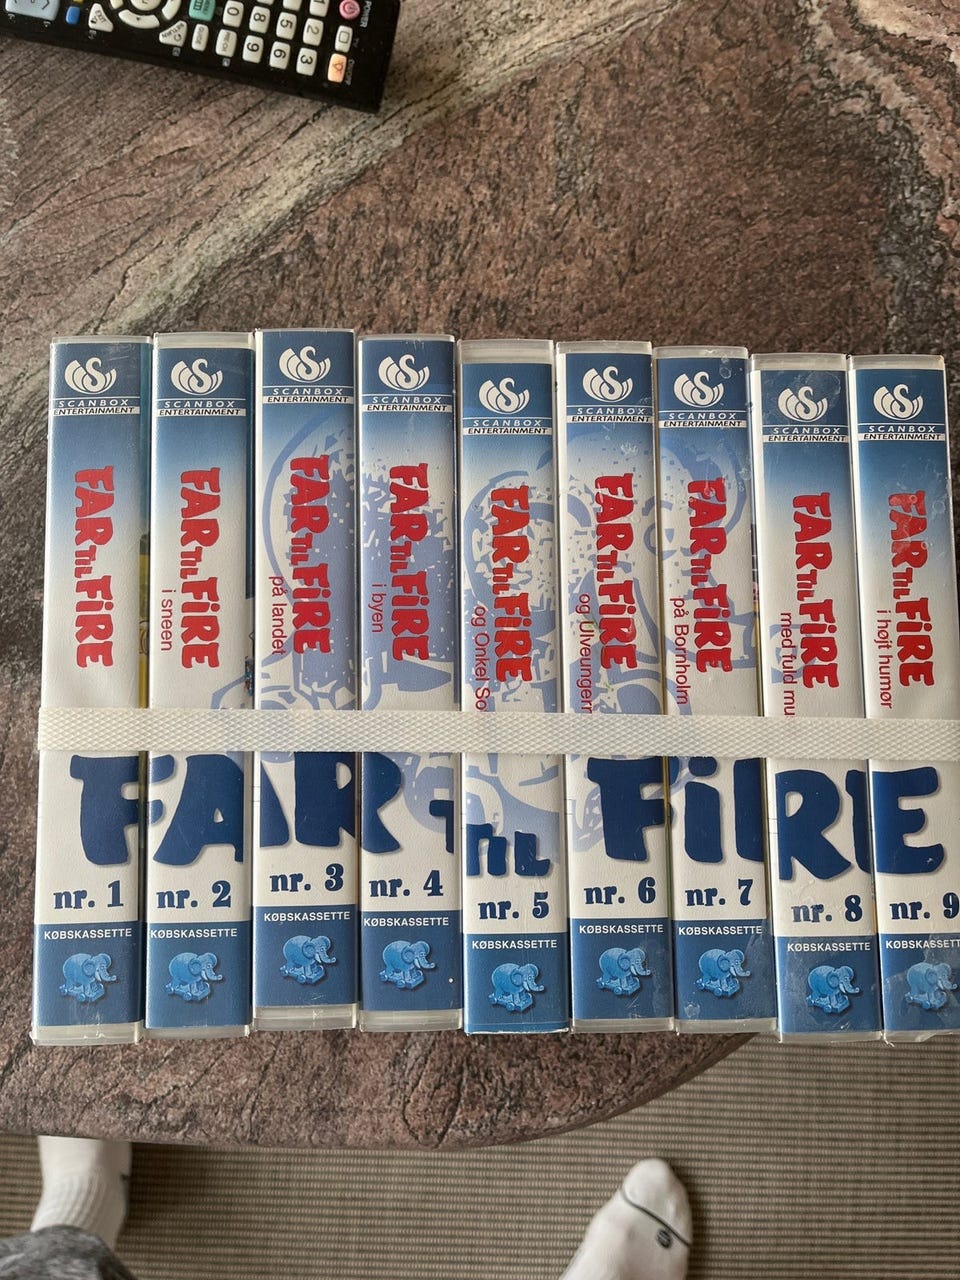 POWER
SCANBOX
ENTERTAINMENT
FAR TIL FIRE
nr. 1
KØBSKASSETTE
SCANBOX
ENTERTAINMENT
FAR TIL FIRE
i sneen
nr. 2
KØBSKASSETTE
SCANBOX
ENTERTAINMENT
FAR TIL FIRE
på landet
nr. 3
KØBSKASSETTE
SCANBOX
ENTERTAINMENT
FAR TIL FIRE
i byen
nr. 4
KØBSKASSETTE
SCANBOX
ENTERTAINMENT
FAR TIL FIRE
og Onkel So
nr. 5
KØBSKASSETTE
SCANBOX
ENTERTAINMENT
FAR TIL FIRE
og Ulveungern
nr. 6
KØBSKASSETTE
SCANBOX
ENTERTAINMENT
FAR TIL FIRE
på Bornholm
nr. 7
KØBSKASSETTE
SCANBOX
ENTERTAINMENT
FAR TIL FIRE
med fuld mu
nr. 8
KØBSKASSETTE
SCANBOX
ENTERTAINMENT
FAR TIL FIRE
i højt humør
nr. 9
KØBSKASSETTE
FAR TIL FIRE